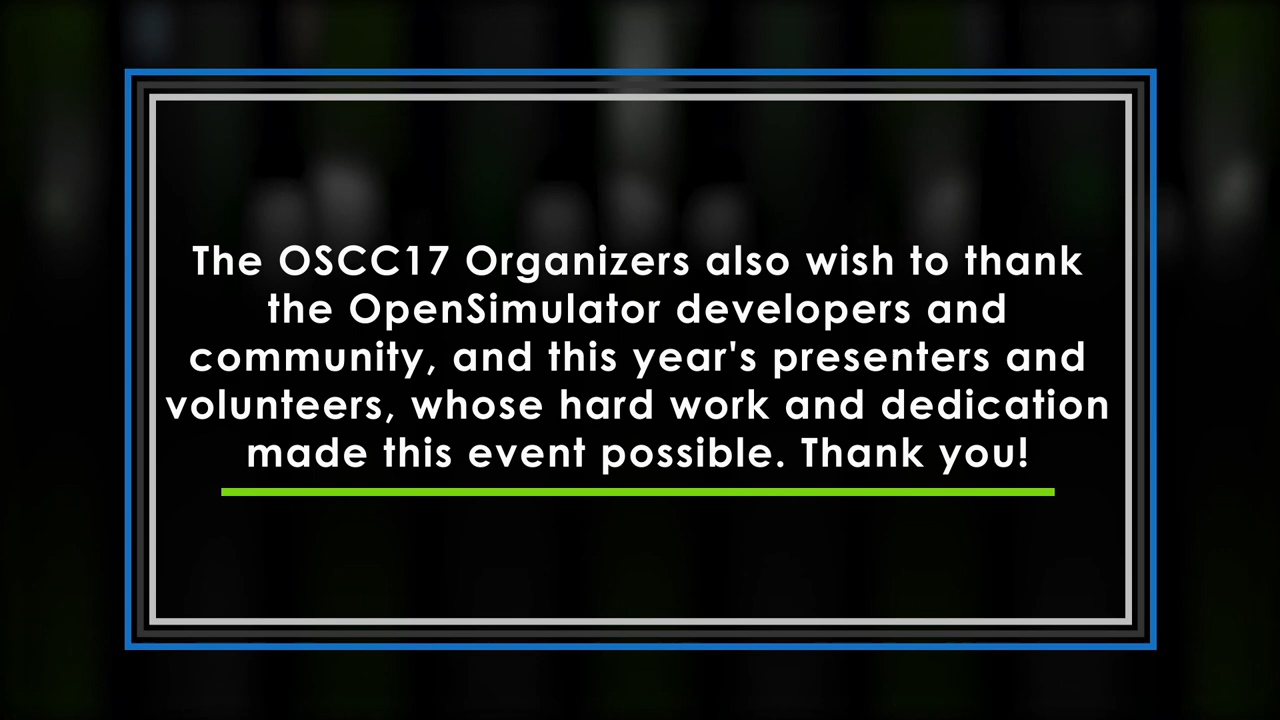 The OSCC17 Organizers also wish to thank
the OpenSimulator developers and
community, and this year's presenters and
volunteers, whose hard work and dedication
made this event possible. Thank you!